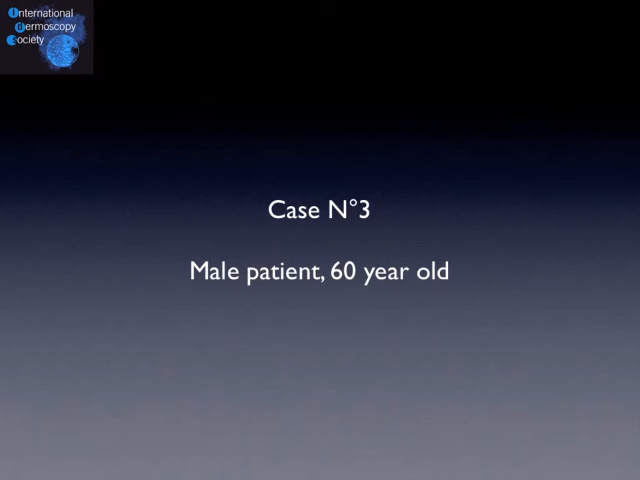 International
Dermoscopy
Society
Case N°3
Male patient, 60 year old